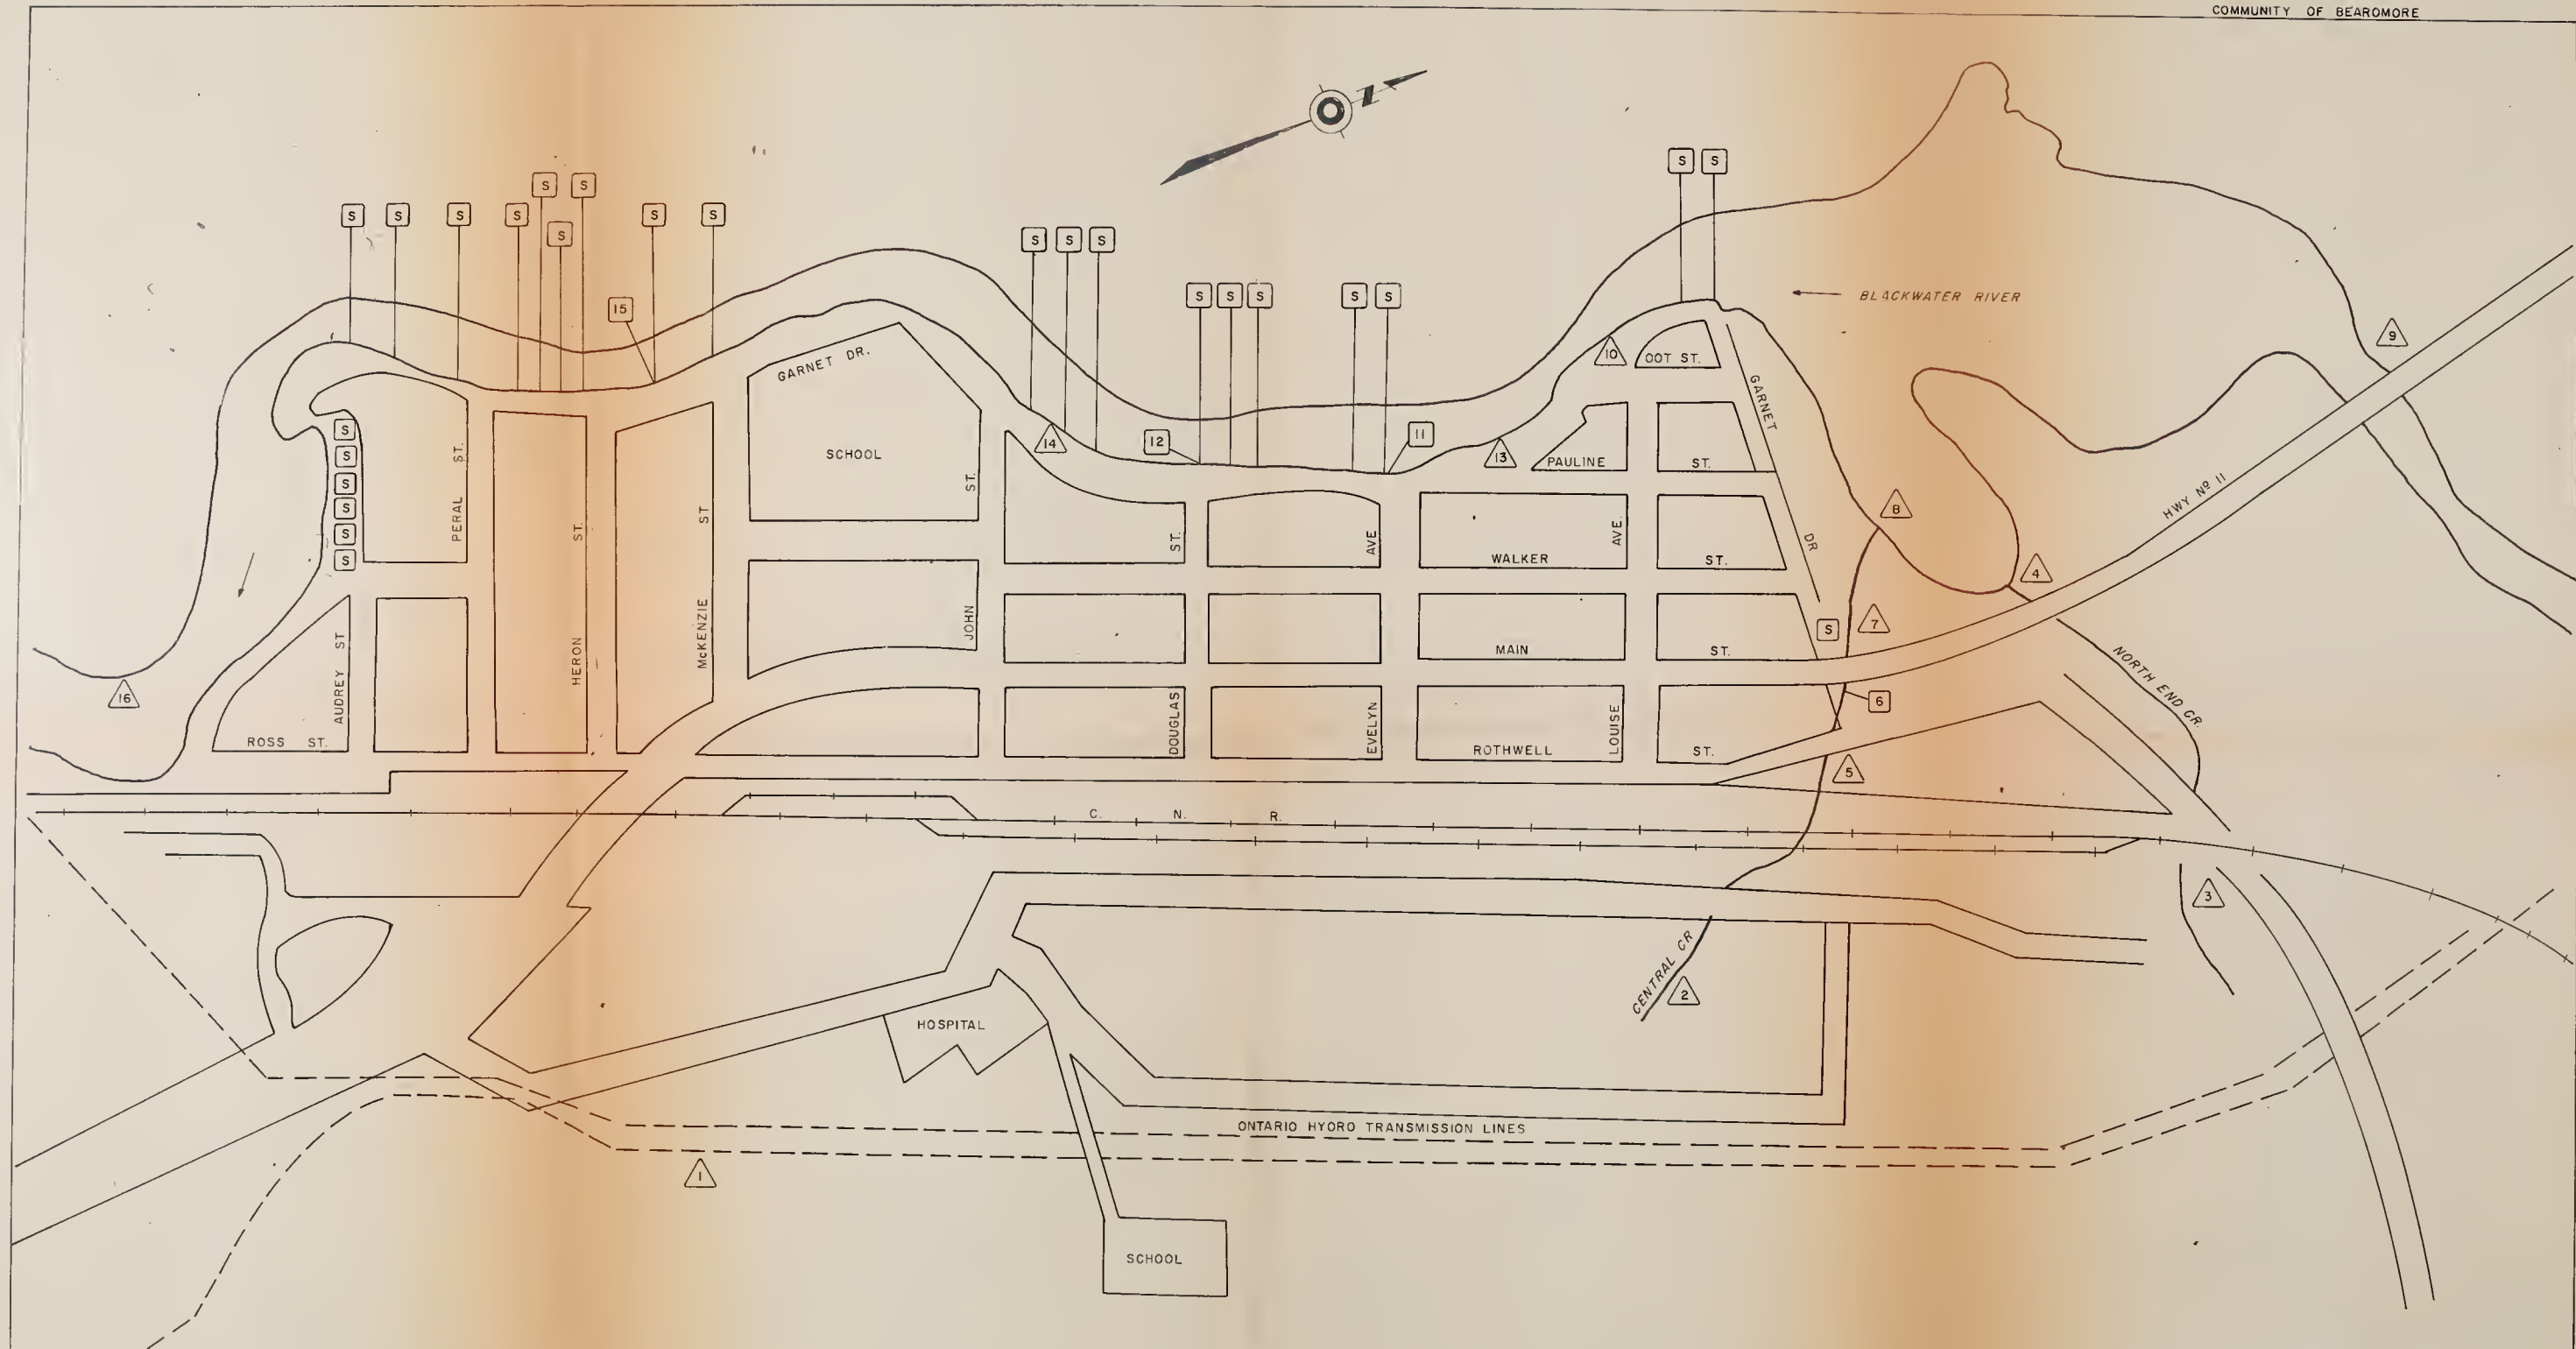 COMMUNITY OF BEAROMORE
N
S S
S S
S S S S S S S
S
S S S
S S S S S
BLACKWATER RIVER
15
9
10
OOT ST.
GARNET DR.
GARNET DR
14
12
11
13
PAULINE ST.
SCHOOL
S
S
S
S
S
S
PERAL ST.
HERON ST.
McKENZIE ST
JOHN ST.
DOUGLAS ST.
EVELYN AVE
LOUISE AVE.
WALKER ST.
8
HWY Nº 11
4
7
S
MAIN ST.
NORTH END CR.
16
AUDREY ST
6
ROSS ST.
ROTHWELL ST.
5
C. N. R.
3
CENTRAL CR
2
HOSPITAL
ONTARIO HYDRO TRANSMISSION LINES
1
SCHOOL